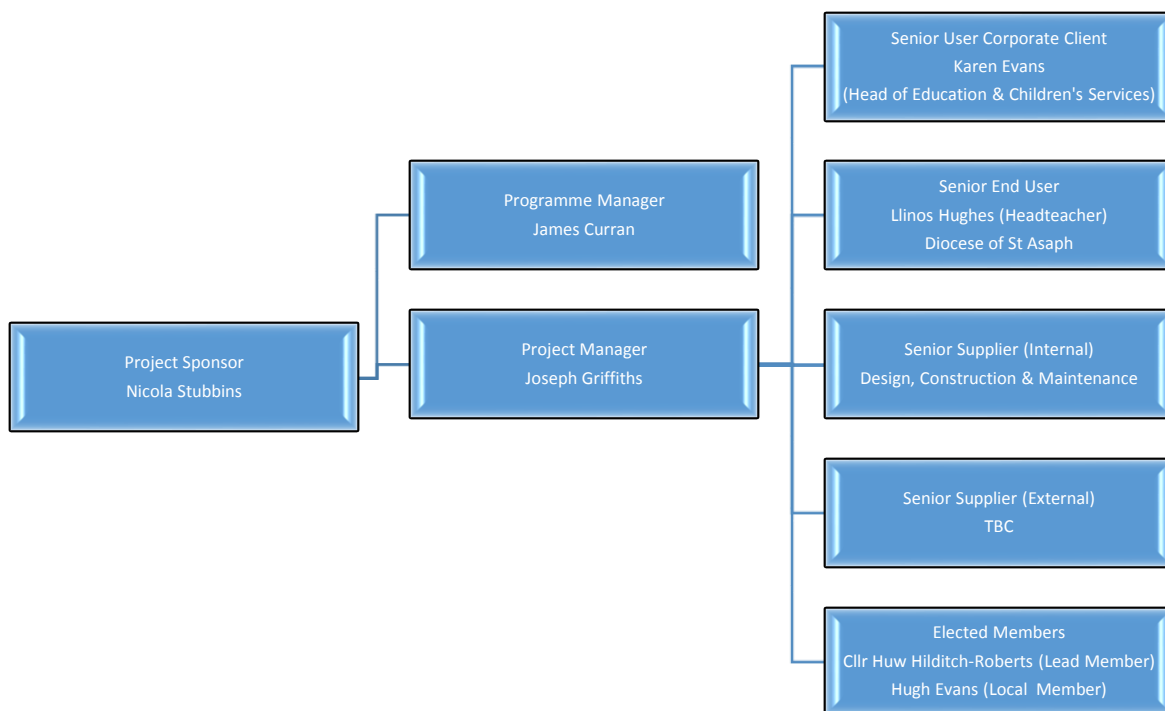 Project Sponsor
Nicola Stubbins
Programme Manager
James Curran
Project Manager
Joseph Griffiths
Senior User Corporate Client
Karen Evans
(Head of Education & Children's Services)
Senior End User
Llinos Hughes (Headteacher)
Diocese of St Asaph
Senior Supplier (Internal)
Design, Construction & Maintenance
Senior Supplier (External)
TBC
Elected Members
Cllr Huw Hilditch-Roberts (Lead Member)
Hugh Evans (Local Member)